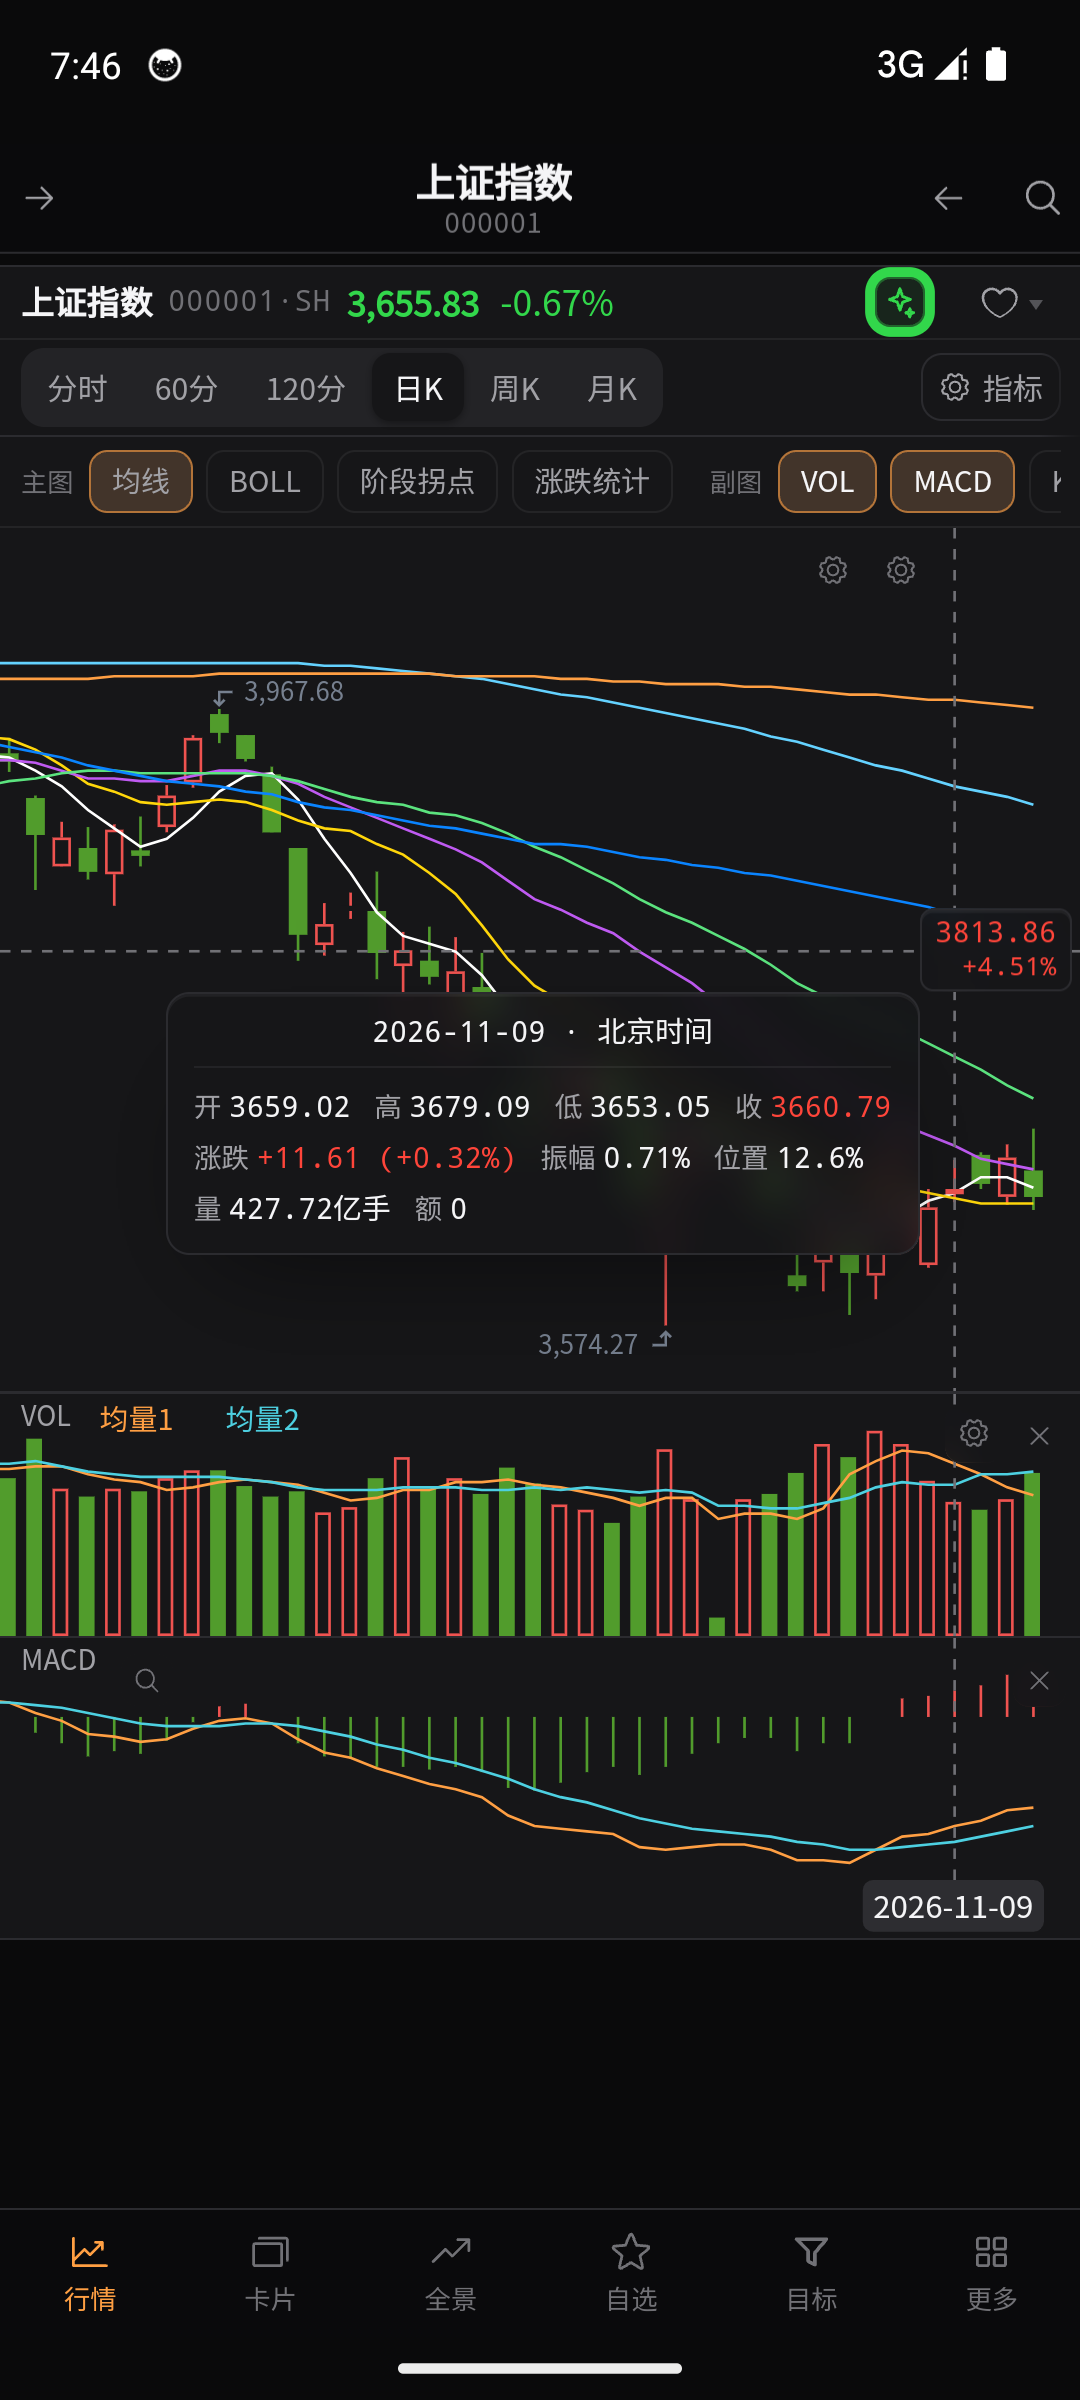 7:46
3G
上证指数
000001
上证指数 000001·SH 3,655.83 -0.67%
分时 60分 120分 日K 周K 月K 指标
主图 均线 BOLL 阶段拐点 涨跌统计 副图 VOL MACD
3,967.68
3813.86
+4.51%
2026-11-09 · 北京时间
开 3659.02 高 3679.09 低 3653.05 收 3660.79
涨跌 +11.61 (+0.32%) 振幅 0.71% 位置 12.6%
量 427.72亿手 额 0
3,574.27
VOL 均量1 均量2
MACD
2026-11-09
行情 卡片 全景 自选 目标 更多